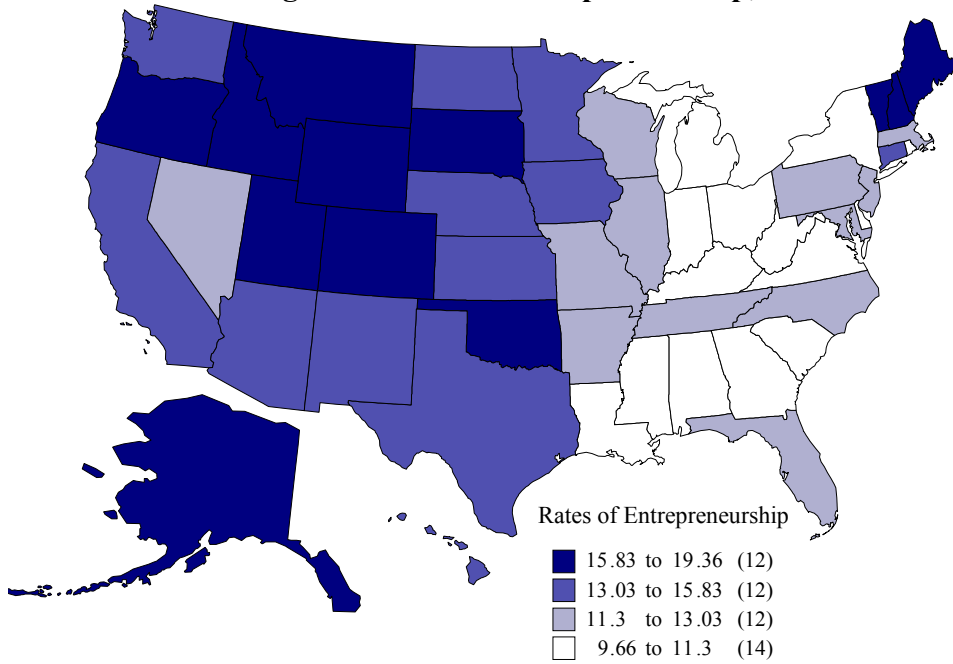 Rates of Entrepreneurship
15.83 to 19.36 (12)
13.03 to 15.83 (12)
11.3 to 13.03 (12)
9.66 to 11.3 (14)